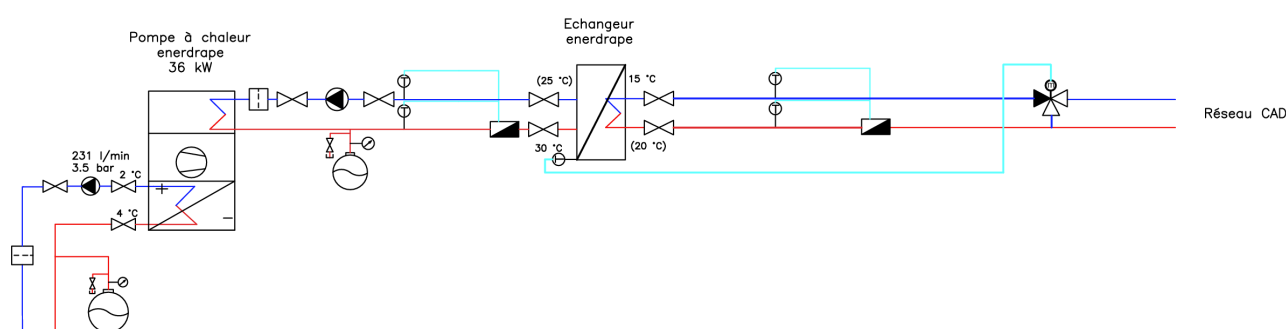 Echangeur
enerdrape
Pompe à chaleur
enerdrape
36 kW
T
T
(25 °C)
15 °C
T
T
M
Réseau CAD
30 °C
(20 °C)
T
231 l/min
3.5 bar
2 °C
+
4 °C
−